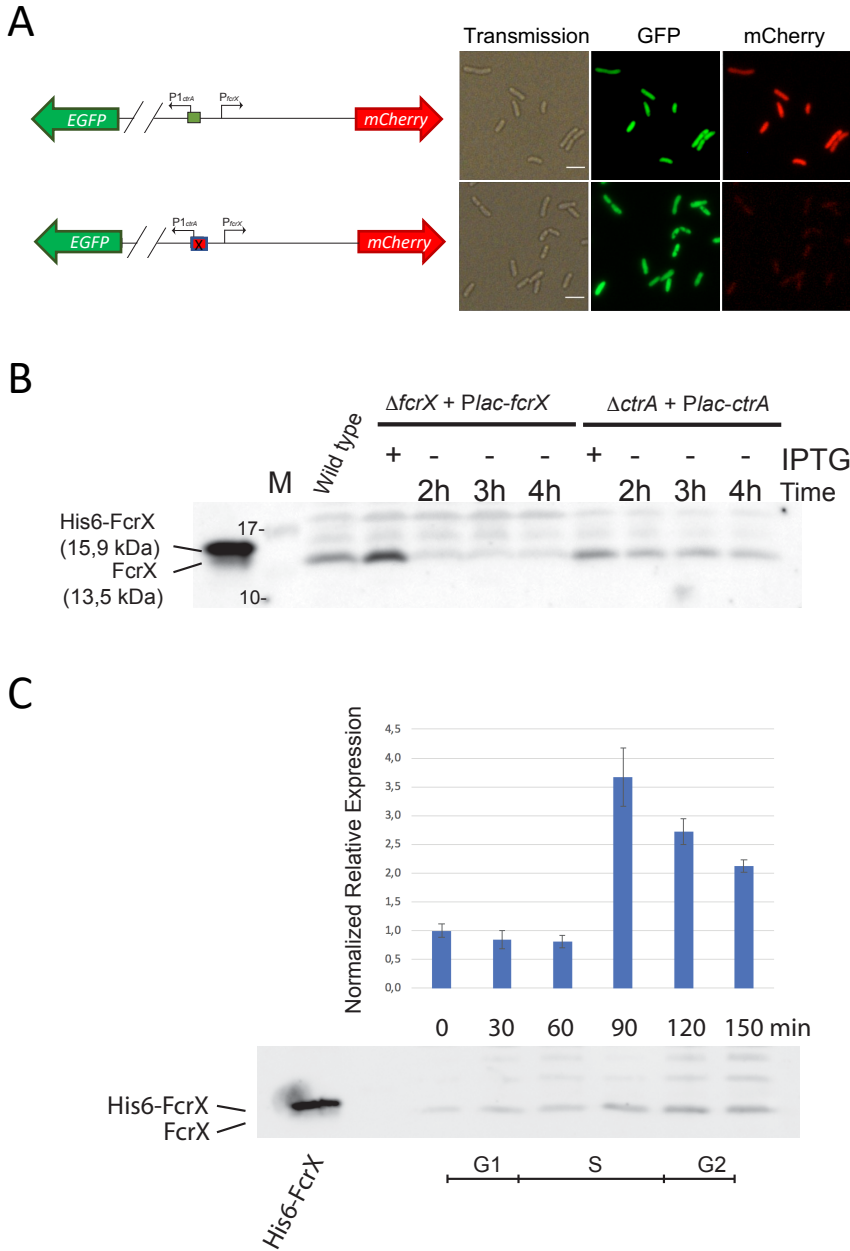 A
Transmission GFP mCherry
P1ctrA PfcrX
EGFP mCherry
P1ctrA PfcrX
EGFP X mCherry
B
ΔfcrX + Plac-fcrX ΔctrA + Plac-ctrA
Wild type
+ - - - + - - - IPTG
M 2h 3h 4h 2h 3h 4h Time
His6-FcrX 17-
(15,9 kDa)
FcrX
(13,5 kDa) 10-
C
Normalized Relative Expression
4,5
4,0
3,5
3,0
2,5
2,0
1,5
1,0
0,5
0,0
0 30 60 90 120 150 min
His6-FcrX
FcrX
His6-FcrX
G1 S G2